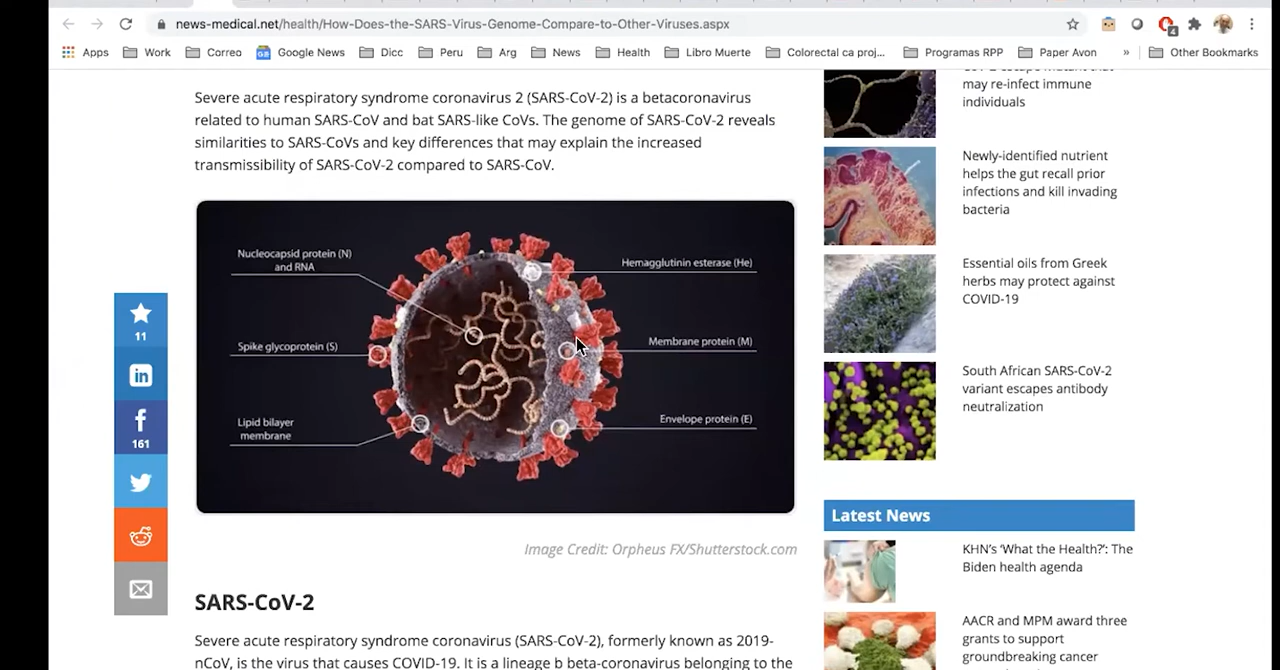 news-medical.net/health/How-Does-the-SARS-Virus-Genome-Compare-to-Other-Viruses.aspx
4
Apps Work Correo Google News Dicc Peru Arg News Health Libro Muerte Colorectal ca proj... Programas RPP Paper Avon » Other Bookmarks
Severe acute respiratory syndrome coronavirus 2 (SARS-CoV-2) is a betacoronavirus
related to human SARS-CoV and bat SARS-like CoVs. The genome of SARS-CoV-2 reveals
similarities to SARS-CoVs and key differences that may explain the increased
transmissibility of SARS-CoV-2 compared to SARS-CoV.
Nucleocapsid protein (N)
and RNA
Spike glycoprotein (S)
Lipid bilayer
membrane
Hemagglutinin esterase (He)
Membrane protein (M)
Envelope protein (E)
Image Credit: Orpheus FX/Shutterstock.com
11
in
f
161
SARS-CoV-2
Severe acute respiratory syndrome coronavirus (SARS-CoV-2), formerly known as 2019-
nCoV, is the virus that causes COVID-19. It is a lineage b beta-coronavirus belonging to the
may re-infect immune
individuals
Newly-identified nutrient
helps the gut recall prior
infections and kill invading
bacteria
Essential oils from Greek
herbs may protect against
COVID-19
South African SARS-CoV-2
variant escapes antibody
neutralization
Latest News
KHN's 'What the Health?': The
Biden health agenda
AACR and MPM award three
grants to support
groundbreaking cancer